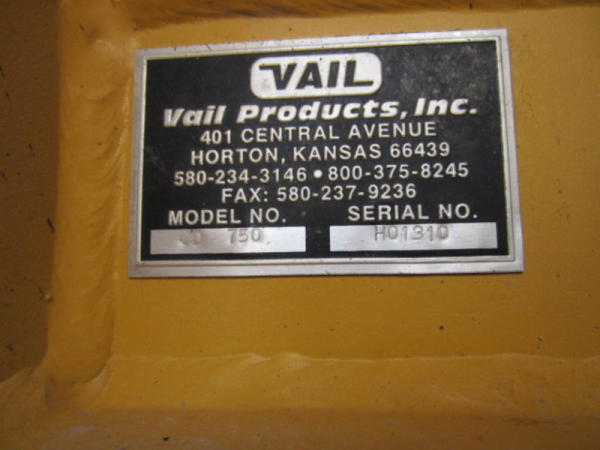 VAIL
Vail Products, Inc.
401 CENTRAL AVENUE
HORTON, KANSAS 66439
580-234-3146 • 800-375-8245
FAX: 580-237-9236
MODEL NO. SERIAL NO.
750 H01310